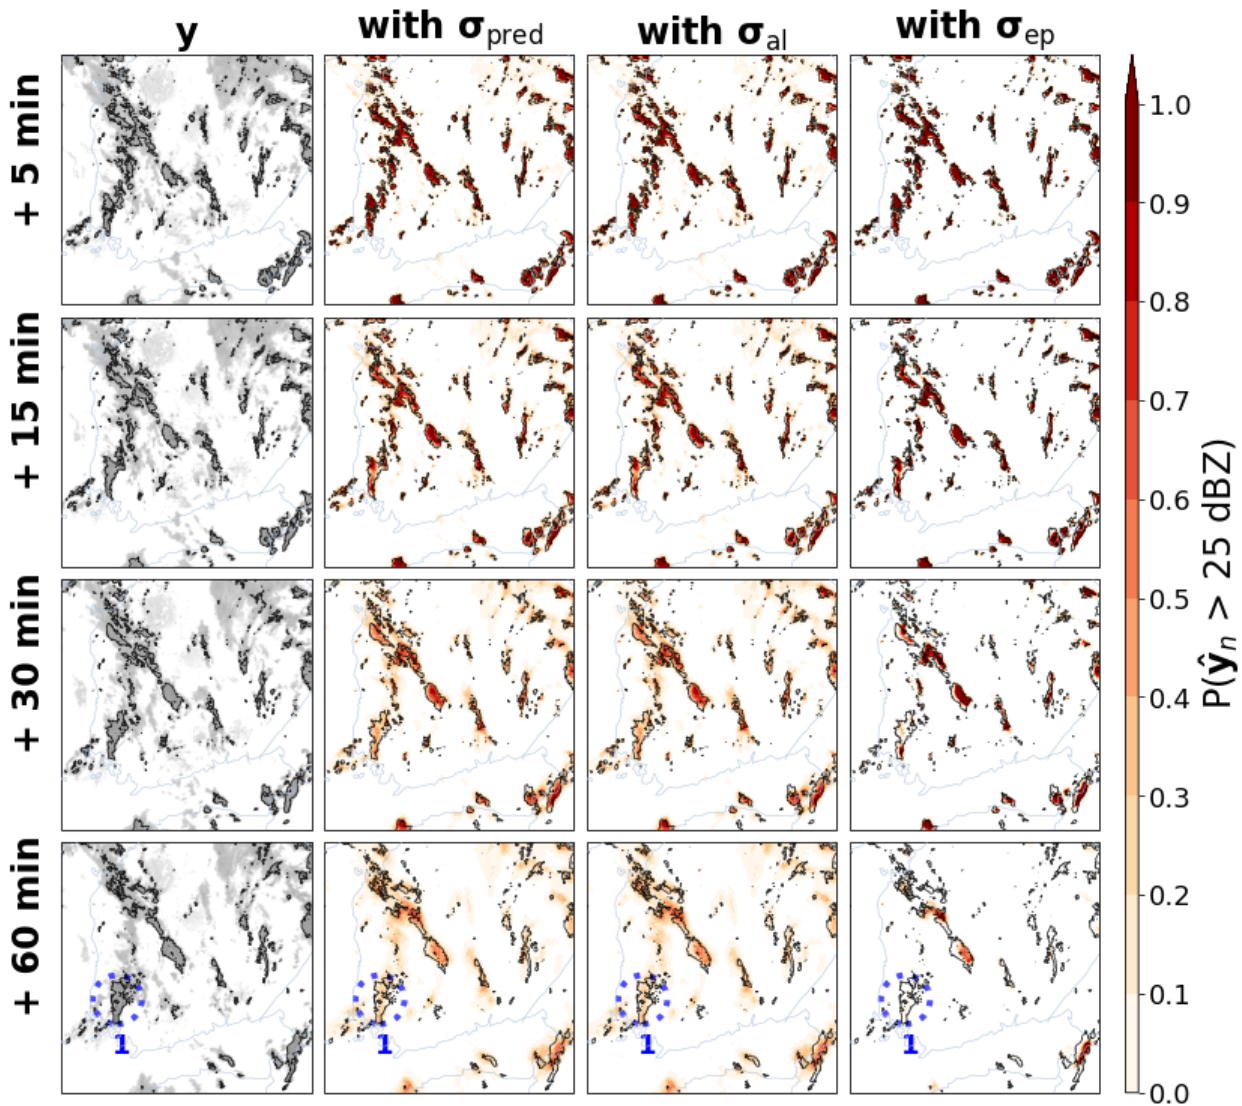 y
with σpred
with σal
with σep
+ 5 min
+ 15 min
+ 30 min
+ 60 min
1
1
1
1
1.0
0.9
0.8
0.7
0.6
0.5
0.4
0.3
0.2
0.1
0.0
P(ŷn > 25 dBZ)